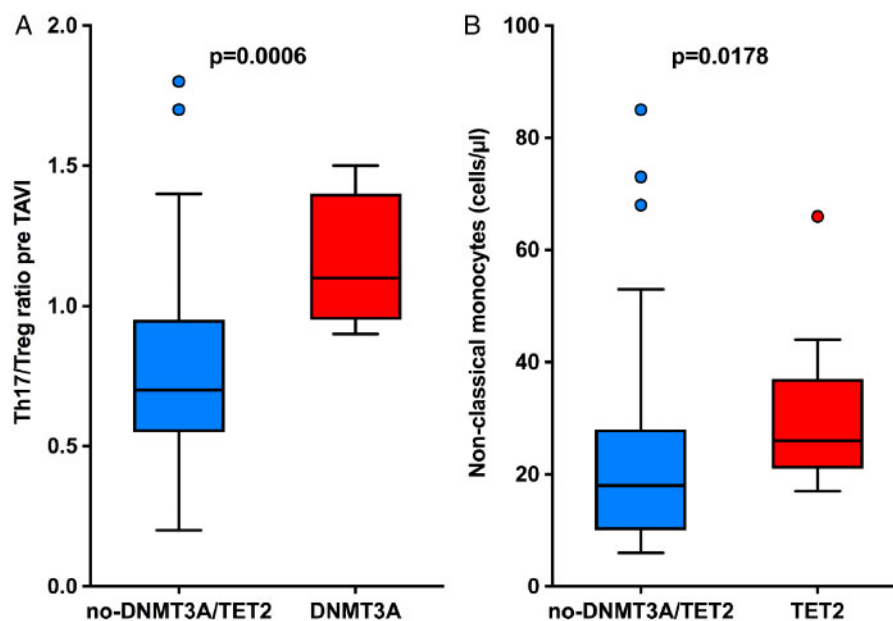 A
p=0.0006
Th17/Treg ratio pre TAVI
2.0
1.5
1.0
0.5
0.0
no-DNMT3A/TET2 DNMT3A
B
p=0.0178
Non-classical monocytes (cells/µl)
100
80
60
40
20
0
no-DNMT3A/TET2 TET2